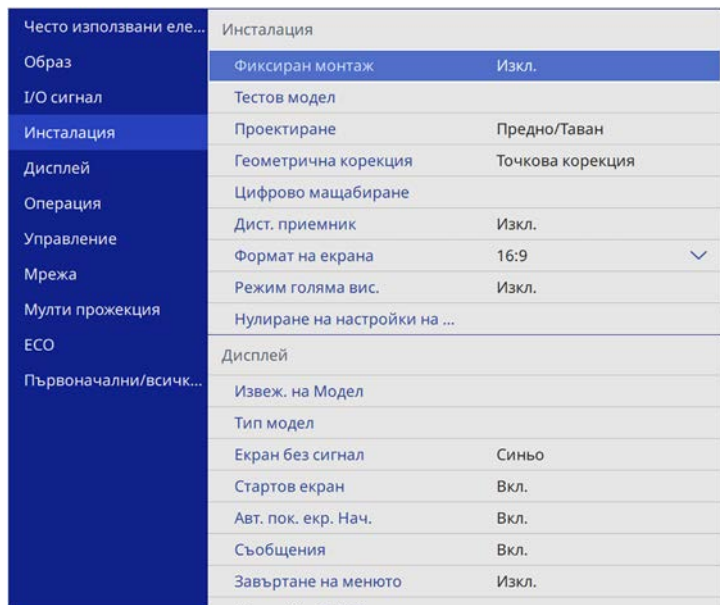 Често използвани еле...
Образ
I/O сигнал
Инсталация
Дисплей
Операция
Управление
Мрежа
Мулти прожекция
ECO
Първоначални/всичк...
Инсталация
Фиксиран монтаж Изкл.
Тестов модел
Проектиране Предно/Таван
Геометрична корекция Точкова корекция
Цифрово мащабиране
Дист. приемник Изкл.
Формат на екрана 16:9
Режим голяма вис. Изкл.
Нулиране на настройки на ...
Дисплей
Извеж. на Модел
Тип модел
Екран без сигнал Синьо
Стартов екран Вкл.
Авт. пок. екр. Нач. Вкл.
Съобщения Вкл.
Завъртане на менюто Изкл.